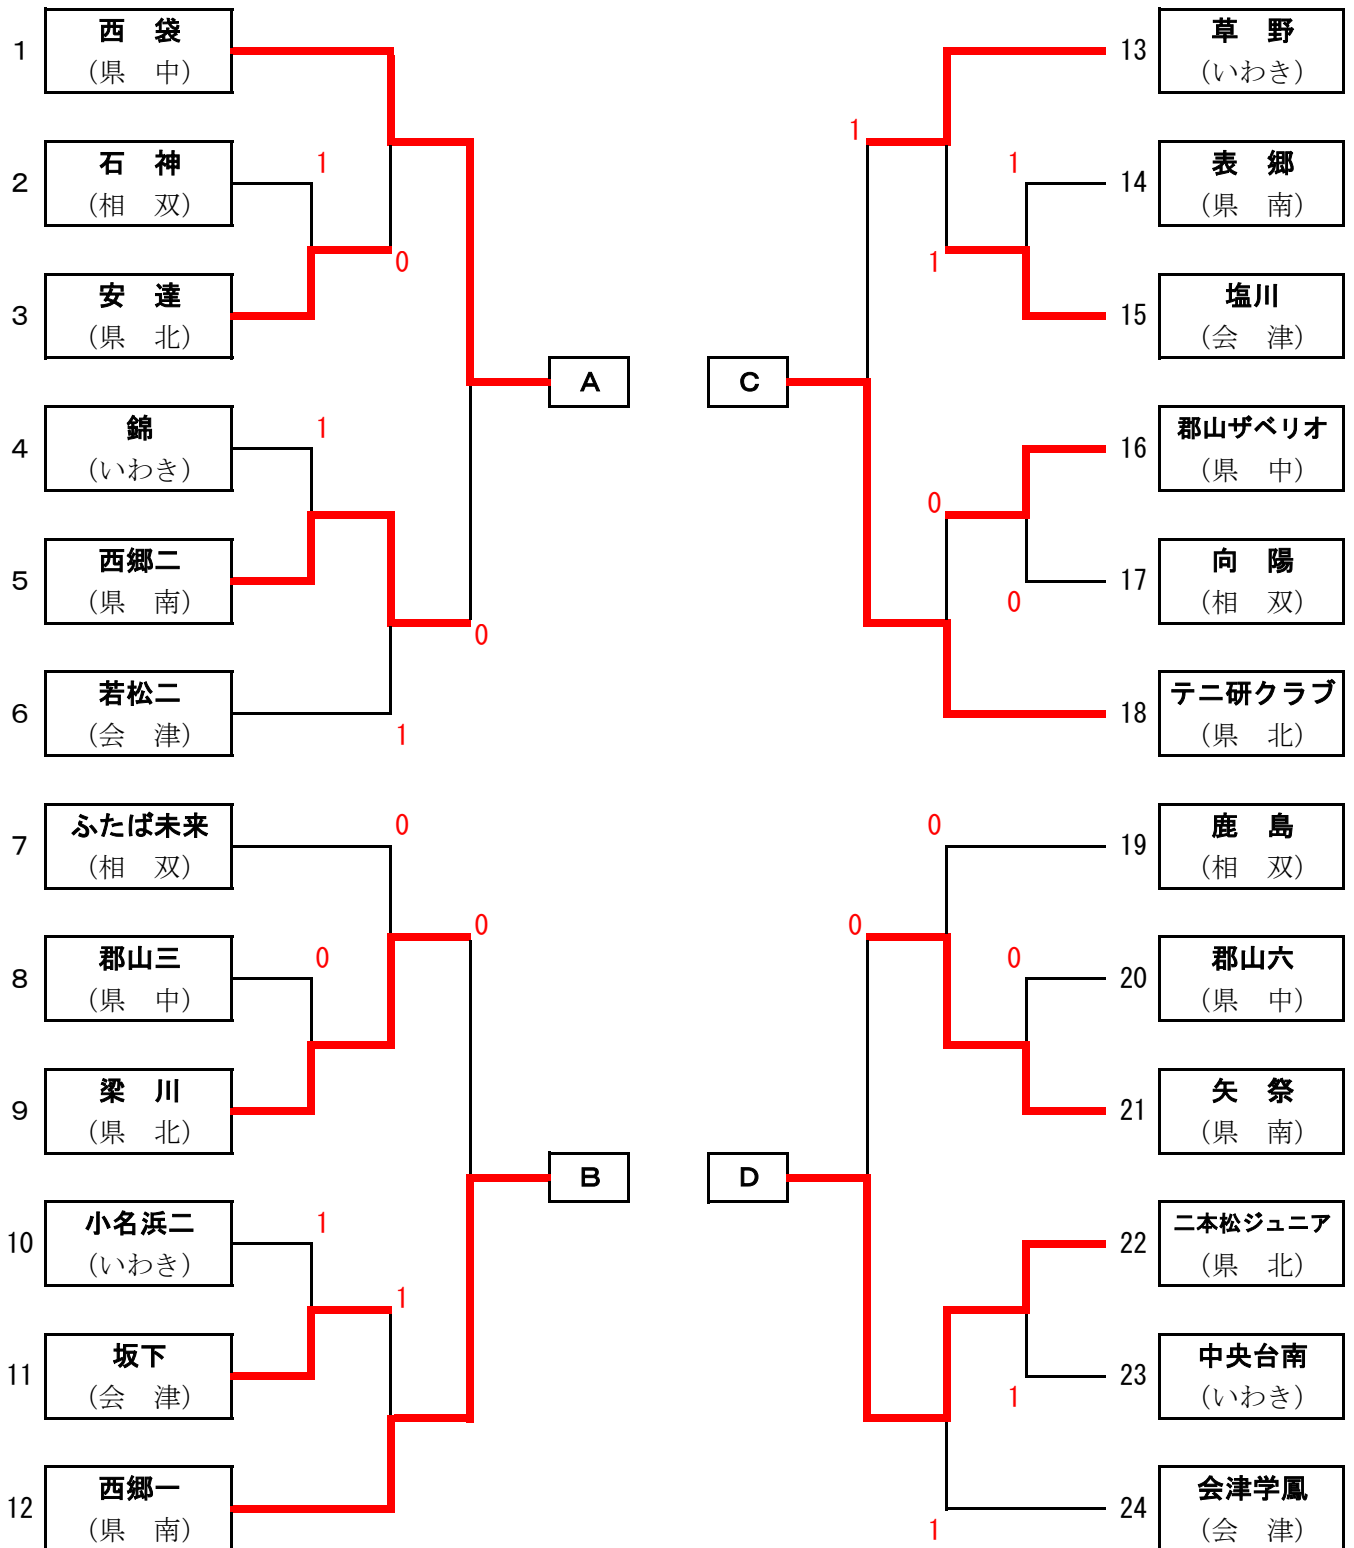 1
西　袋
（県　中）
1
2
石　神
（相　双）
0
3
安　達
（県　北）
A
4
錦
（いわき）
1
5
西郷二
（県　南）
0
6
若松二
（会　津）
1
7
ふたば未来
（相　双）
0
0
8
郡山三
（県　中）
0
9
梁　川
（県　北）
B
10
小名浜二
（いわき）
1
1
11
坂下
（会　津）
12
西郷一
（県　南）
13
草　野
（いわき）
1
1
14
表　郷
（県　南）
1
15
塩川
（会　津）
C
16
郡山ザベリオ
（県　中）
0
17
向　陽
（相　双）
0
18
テニ研クラブ
（県　北）
0
19
鹿　島
（相　双）
0
0
20
郡山六
（県　中）
21
矢　祭
（県　南）
D
22
二本松ジュニア
（県　北）
23
中央台南
（いわき）
1
24
会津学鳳
（会　津）
1